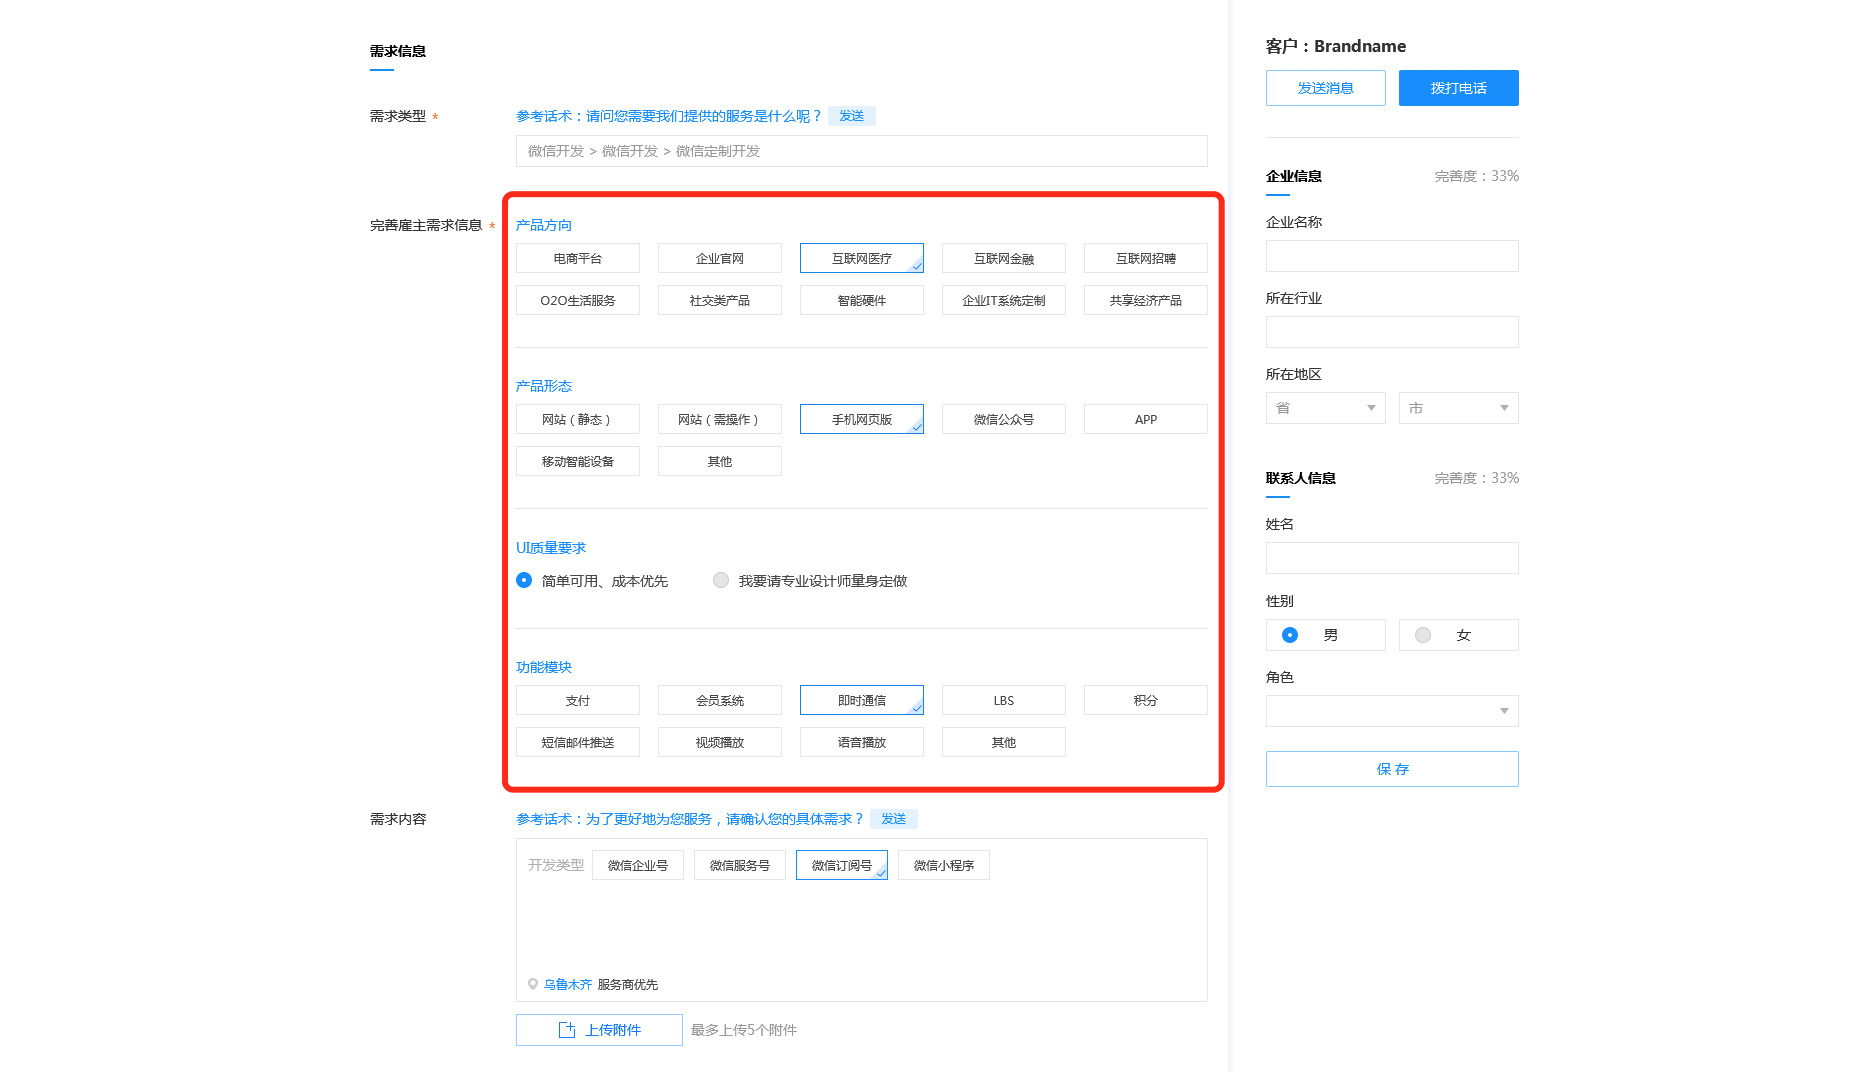 需求信息
需求类型 *
参考话术：请问您需要我们提供的服务是什么呢？ 发送
微信开发 > 微信开发 > 微信定制开发
完善雇主需求信息 *
产品方向
电商平台 企业官网 互联网医疗 互联网金融 互联网招聘
O2O生活服务 社交类产品 智能硬件 企业IT系统定制 共享经济产品
产品形态
网站（静态） 网站（需操作） 手机网页版 微信公众号 APP
移动智能设备 其他
UI质量要求
简单可用、成本优先 我要请专业设计师量身定做
功能模块
支付 会员系统 即时通信 LBS 积分
短信邮件推送 视频播放 语音播放 其他
需求内容
参考话术：为了更好地为您服务，请确认您的具体需求？ 发送
开发类型 微信企业号 微信服务号 微信订阅号 微信小程序
乌鲁木齐 服务商优先
上传附件 最多上传5个附件
客户：Brandname
发送消息 拨打电话
企业信息 完善度：33%
企业名称
所在行业
所在地区
省 市
联系人信息 完善度：33%
姓名
性别
男 女
角色
保 存